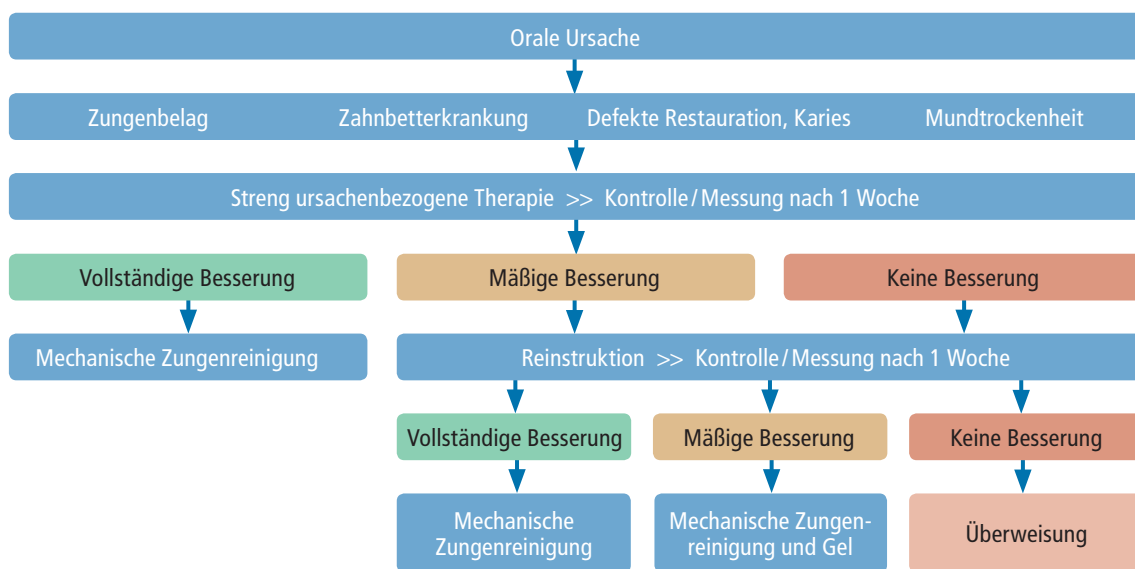 Orale Ursache
Zungenbelag Zahnbetterkrankung Defekte Restauration, Karies Mundtrockenheit
Streng ursachenbezogene Therapie >> Kontrolle/Messung nach 1 Woche
Vollständige Besserung Mäßige Besserung Keine Besserung
Mechanische Zungenreinigung Reinstruktion >> Kontrolle/Messung nach 1 Woche
Vollständige Besserung Mäßige Besserung Keine Besserung
Mechanische
Zungenreinigung
Mechanische Zungen-
reinigung und Gel
Überweisung